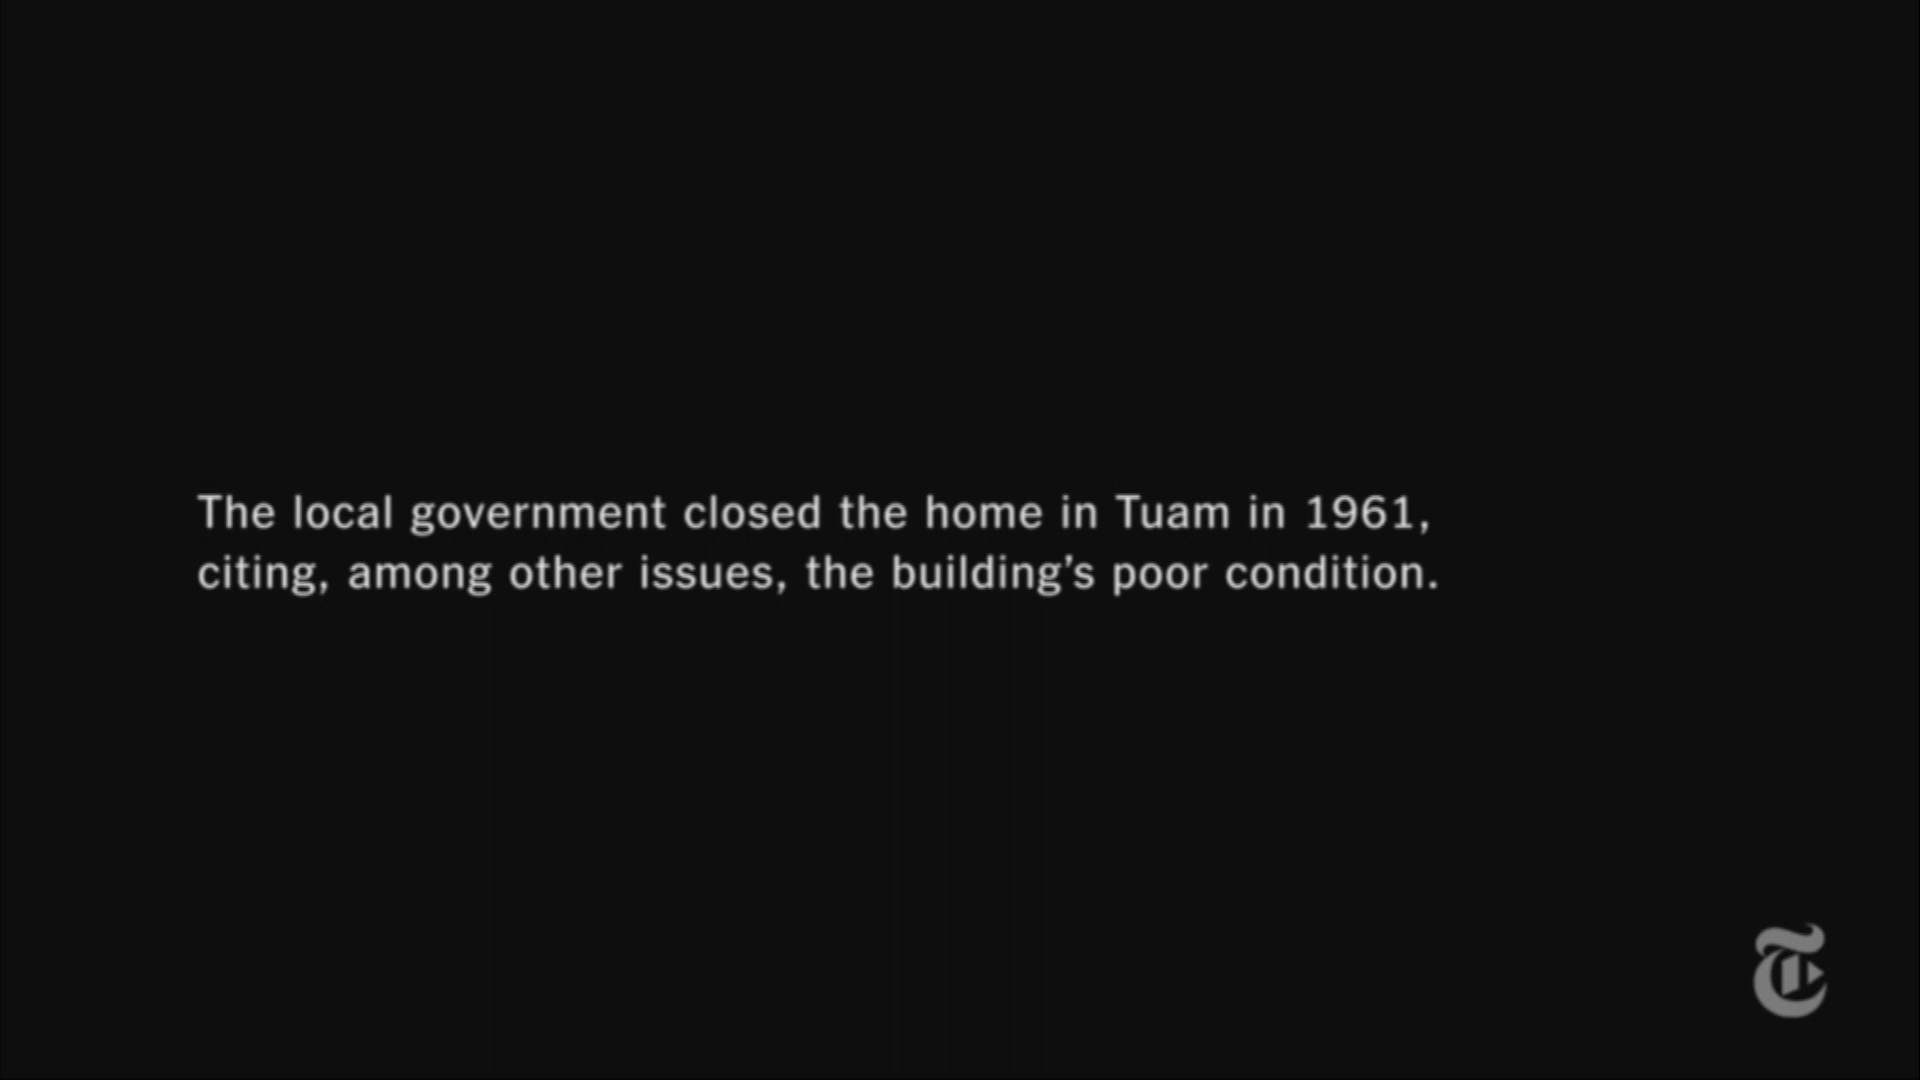 The local government closed the home in Tuam in 1961,
citing, among other issues, the building’s poor condition.
T